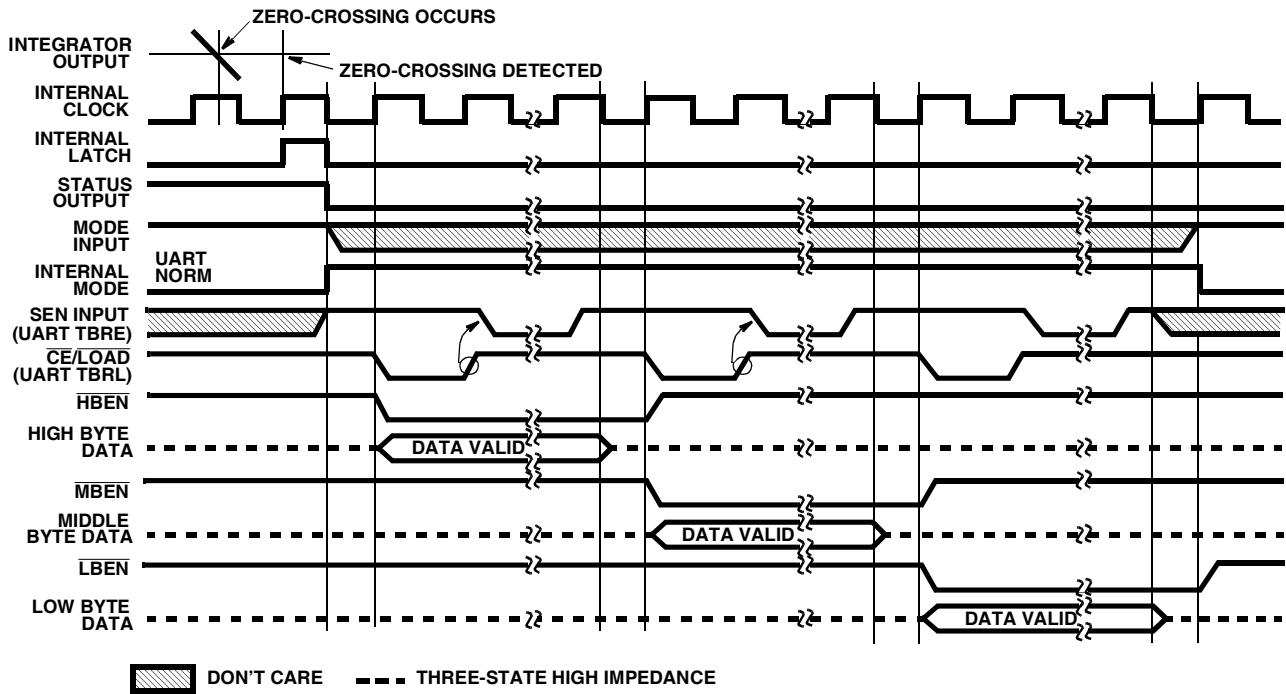 ZERO-CROSSING OCCURS
INTEGRATOR
OUTPUT
ZERO-CROSSING DETECTED
INTERNAL
CLOCK
INTERNAL
LATCH
STATUS
OUTPUT
MODE
INPUT
UART
NORM
INTERNAL
MODE
SEN INPUT
(UART TBRE)
CE/LOAD
(UART TBRL)
HBEN
HIGH BYTE
DATA
DATA VALID
MBEN
MIDDLE
BYTE DATA
DATA VALID
LBEN
LOW BYTE
DATA
DATA VALID
DON'T CARE
THREE-STATE HIGH IMPEDANCE